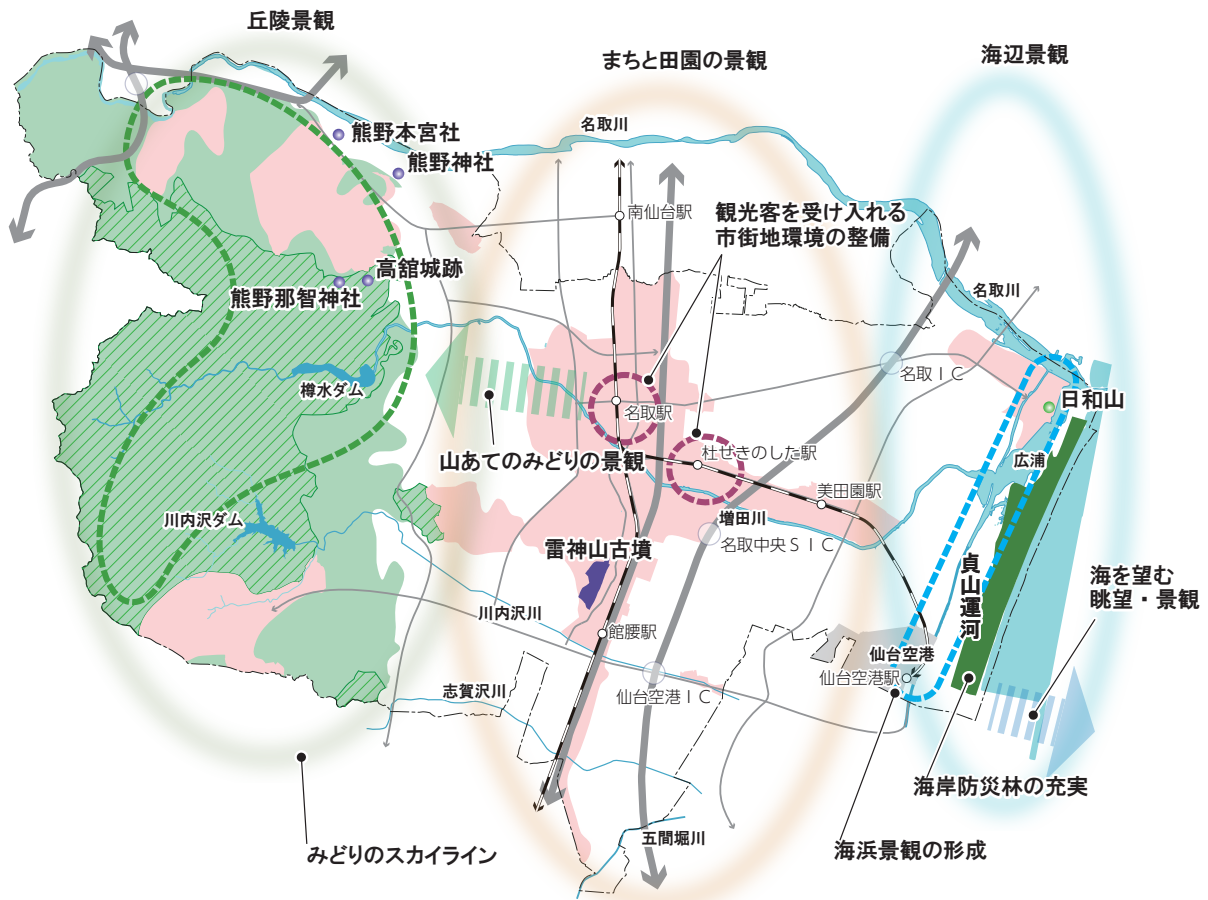 丘陵景観
まちと田園の景観
海辺景観
熊野本宮社
熊野神社
名取川
南仙台駅
観光客を受け入れる
市街地環境の整備
高舘城跡
熊野那智神社
名取川
名取ＩＣ
樽水ダム
名取駅
日和山
山あてのみどりの景観
杜せきのした駅
広浦
美田園駅
川内沢ダム
増田川
名取中央ＳＩＣ
雷神山古墳
貞山運河
海を望む
眺望・景観
川内沢川
館腰駅
仙台空港
仙台空港駅
志賀沢川
仙台空港ＩＣ
海岸防災林の充実
五間堀川
みどりのスカイライン
海浜景観の形成